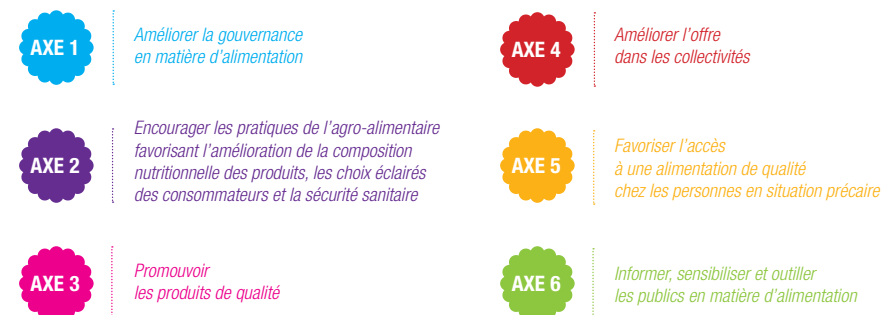 AXE 1
Améliorer la gouvernance
en matière d'alimentation
AXE 2
Encourager les pratiques de l'agro-alimentaire
favorisant l'amélioration de la composition
nutritionnelle des produits, les choix éclairés
des consommateurs et la sécurité sanitaire
AXE 3
Promouvoir
les produits de qualité
AXE 4
Améliorer l'offre
dans les collectivités
AXE 5
Favoriser l'accès
à une alimentation de qualité
chez les personnes en situation précaire
AXE 6
Informer, sensibiliser et outiller
les publics en matière d'alimentation